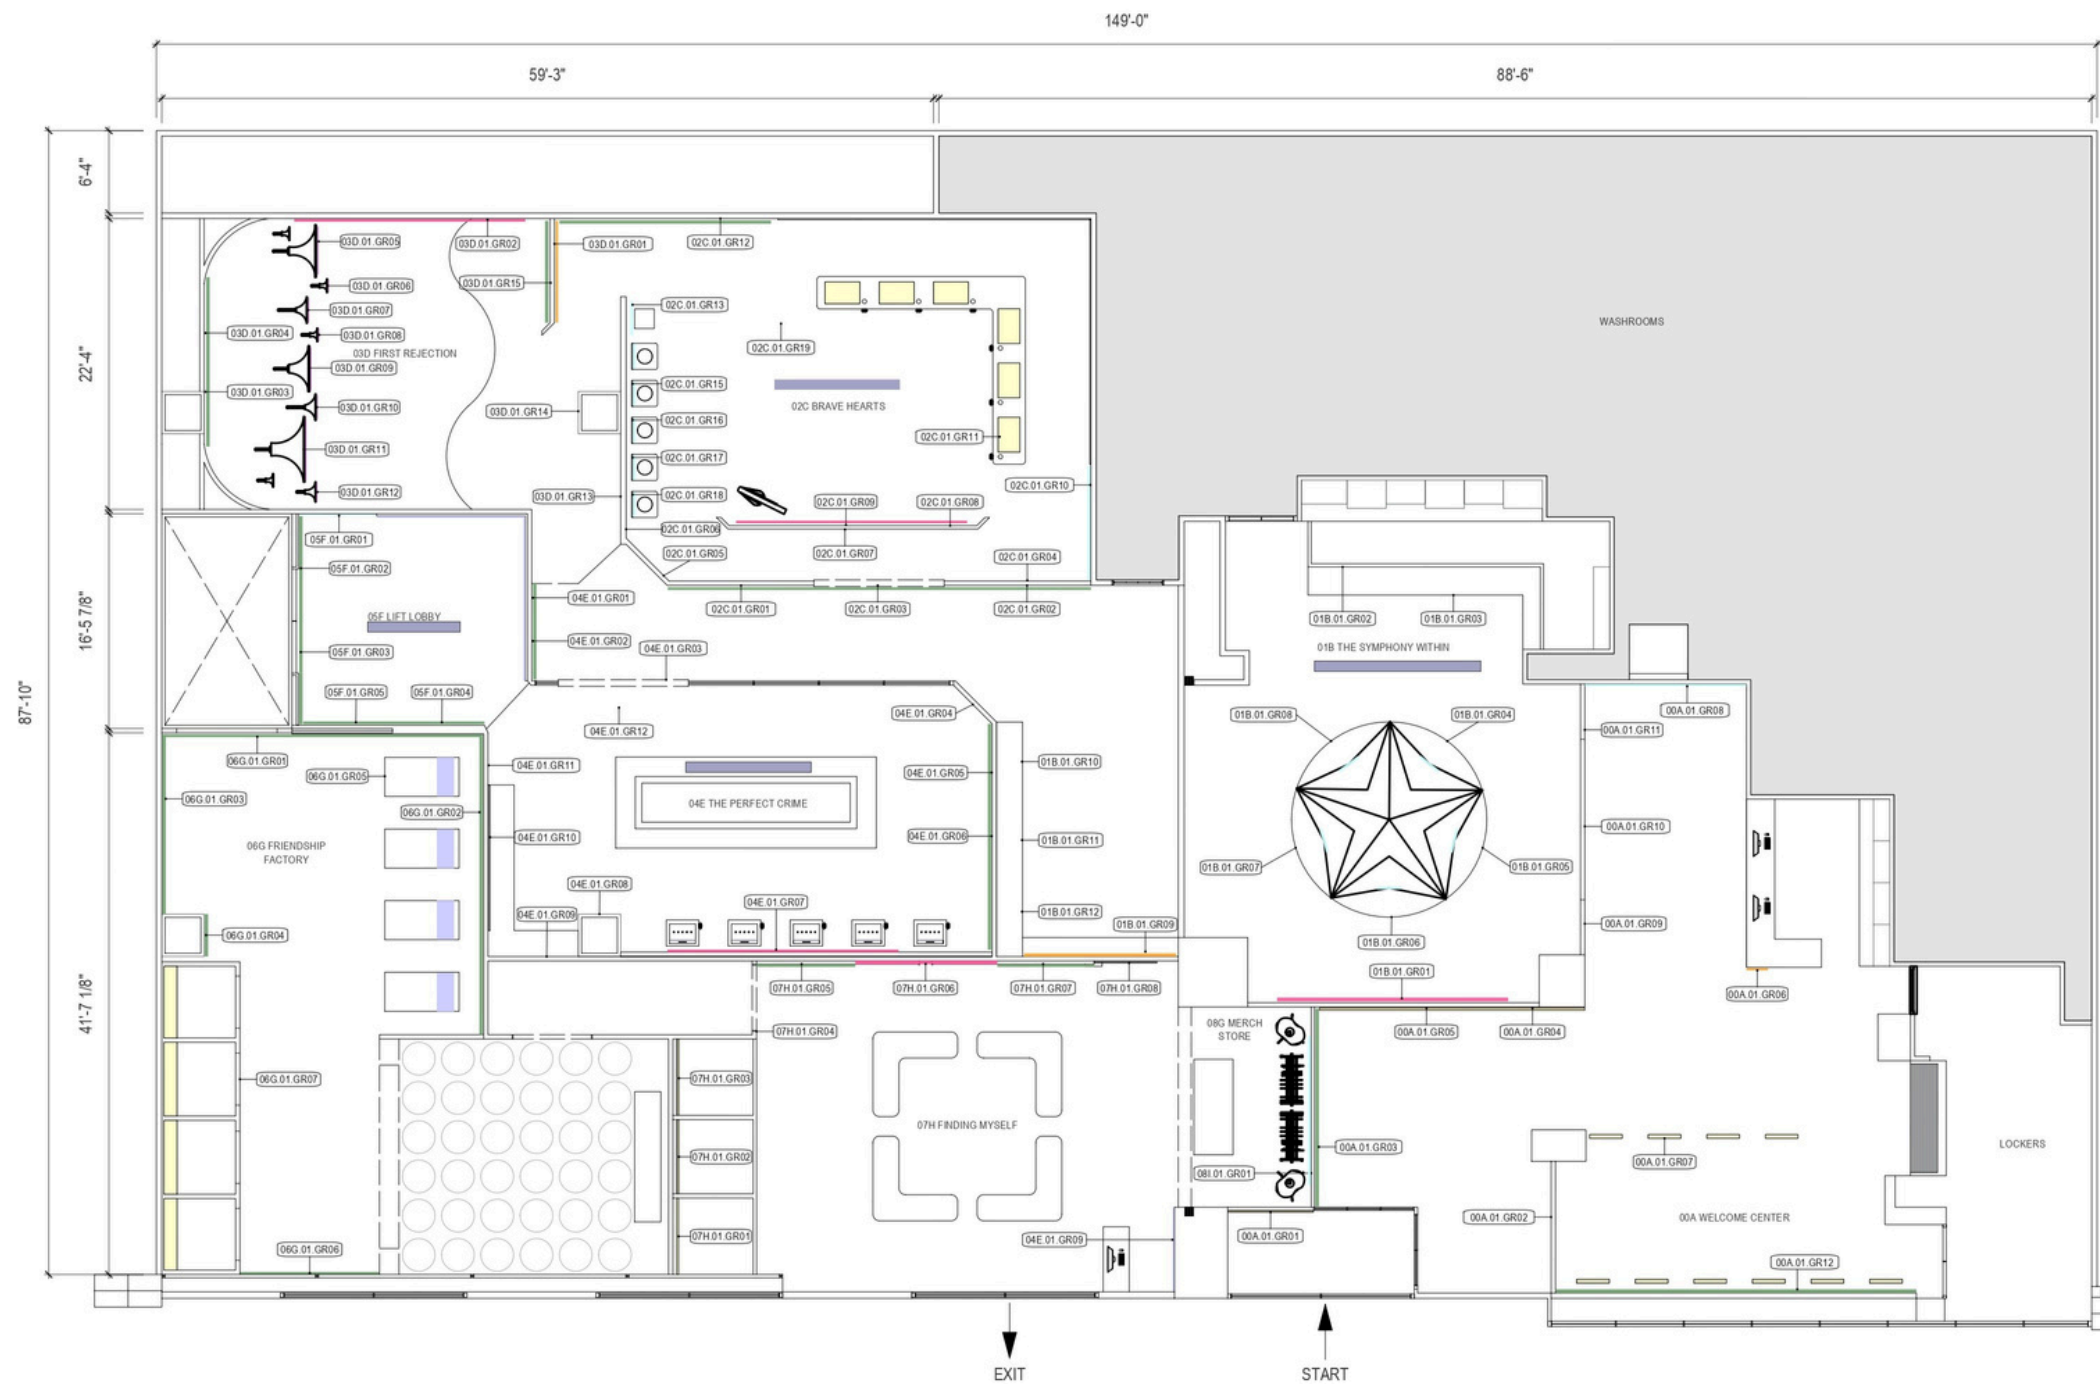 149'-0"
59'-3"
88'-6"
6'-4"
22'-4"
16'-5 7/8"
87'-10"
41'-7 1/8"
03D.01.GR05
03D.01.GR02
03D.01.GR01
02C.01.GR12
03D.01.GR06
03D.01.GR15
03D.01.GR07
02C.01.GR13
03D.01.GR04
03D.01.GR08
02C.01.GR19
03D FIRST REJECTION
03D.01.GR09
03D.01.GR03
02C.01.GR15
03D.01.GR10
03D.01.GR14
02C BRAVE HEARTS
02C.01.GR16
02C.01.GR11
03D.01.GR11
02C.01.GR17
02C.01.GR10
03D.01.GR12
03D.01.GR13
02C.01.GR18
02C.01.GR09
02C.01.GR08
02C.01.GR06
02C.01.GR05
02C.01.GR07
02C.01.GR04
WASHROOMS
05F.01.GR01
05F.01.GR02
04E.01.GR01
02C.01.GR01
02C.01.GR03
02C.01.GR02
05F LIFT LOBBY
04E.01.GR02
04E.01.GR03
05F.01.GR03
05F.01.GR05
05F.01.GR04
01B.01.GR02
01B.01.GR03
01B THE SYMPHONY WITHIN
04E.01.GR04
04E.01.GR12
01B.01.GR08
01B.01.GR04
00A.01.GR08
00A.01.GR11
06G.01.GR01
06G.01.GR05
04E.01.GR11
04E.01.GR05
01B.01.GR10
06G.01.GR03
06G.01.GR02
04E THE PERFECT CRIME
04E.01.GR10
04E.01.GR06
01B.01.GR11
00A.01.GR10
06G FRIENDSHIP
FACTORY
01B.01.GR07
01B.01.GR05
04E.01.GR08
04E.01.GR09
04E.01.GR07
01B.01.GR12
01B.01.GR09
00A.01.GR09
06G.01.GR04
01B.01.GR06
01B.01.GR01
07H.01.GR05
07H.01.GR06
07H.01.GR07
07H.01.GR08
00A.01.GR06
07H.01.GR04
08G MERCH
STORE
00A.01.GR05
00A.01.GR04
06G.01.GR07
07H.01.GR03
07H FINDING MYSELF
07H.01.GR02
08I.01.GR01
00A.01.GR03
00A.01.GR07
LOCKERS
00A.01.GR02
00A WELCOME CENTER
07H.01.GR01
04E.01.GR09
00A.01.GR01
06G.01.GR06
00A.01.GR12
EXIT
START